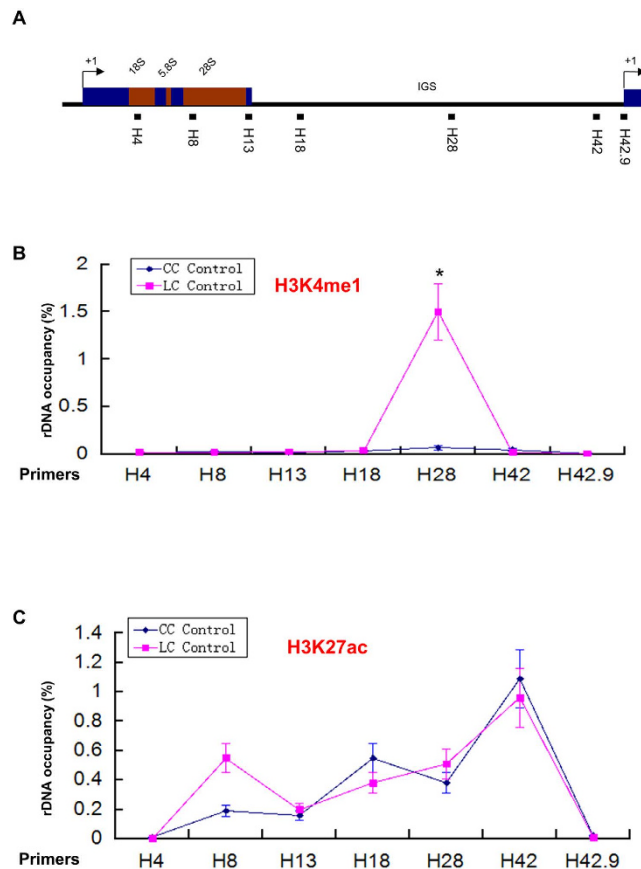 A
+1
18S
5.8S
28S
IGS
+1
H4
H8
H13
H18
H28
H42
H42.9
B
CC Control
LC Control
H3K4me1
*
rDNA occupancy (%)
2
1.5
1
0.5
0
Primers H4 H8 H13 H18 H28 H42 H42.9
C
CC Control
LC Control
H3K27ac
rDNA occupancy (%)
1.4
1.2
1
0.8
0.6
0.4
0.2
0
Primers H4 H8 H13 H18 H28 H42 H42.9